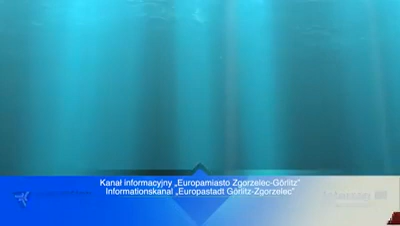 Kanał informacyjny „Europamiasto Zgorzelec-Görlitz”
Informationskanal „Europastadt Görlitz-Zgorzelec”